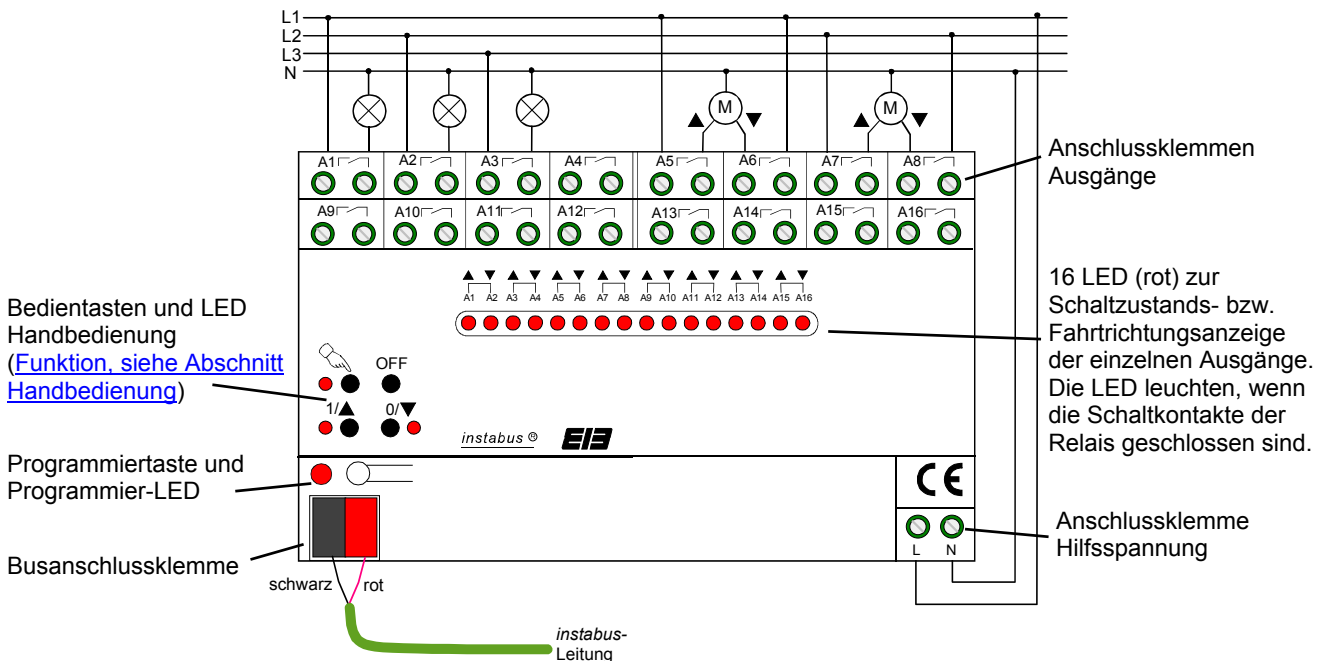 L1
L2
L3
N
M
M
A1
A2
A3
A4
A5
A6
A7
A8
A9
A10
A11
A12
A13
A14
A15
A16
Anschlussklemmen
Ausgänge
A1 A2 A3 A4 A5 A6 A7 A8 A9 A10 A11 A12 A13 A14 A15 A16
16 LED (rot) zur
Schaltzustands- bzw.
Fahrtrichtungsanzeige
der einzelnen Ausgänge.
Die LED leuchten, wenn
die Schaltkontakte der
Relais geschlossen sind.
Bedientasten und LED
Handbedienung
(Funktion, siehe Abschnitt
Handbedienung)
OFF
1/▲
0/▼
instabus ®
EIB
Programmiertaste und
Programmier-LED
CE
L N
Anschlussklemme
Hilfsspannung
Busanschlussklemme
schwarz
rot
instabus-
Leitung